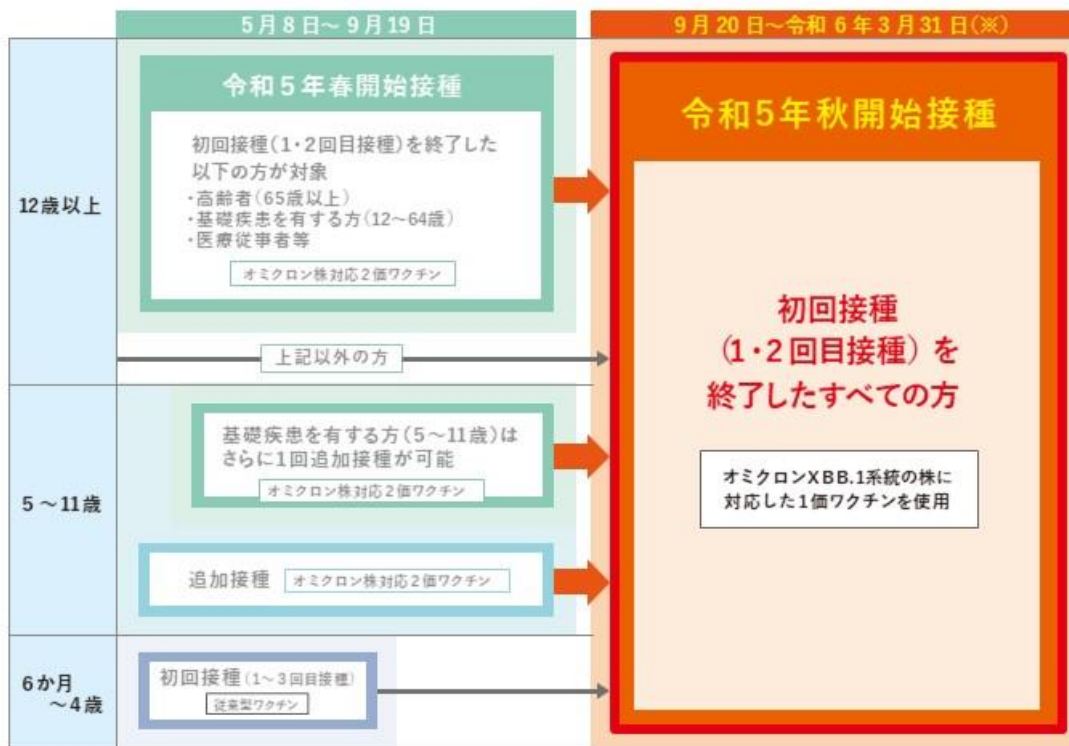 5月8日～9月19日
9月20日～令和6年3月31日(※)
12歳以上
令和5年春開始接種
初回接種(1・2回目接種)を終了した
以下の方が対象
・高齢者(65歳以上)
・基礎疾患を有する方(12～64歳)
・医療従事者等
オミクロン株対応2価ワクチン
上記以外の方
5～11歳
基礎疾患を有する方(5～11歳)は
さらに1回追加接種が可能
オミクロン株対応2価ワクチン
追加接種 オミクロン株対応2価ワクチン
6か月
～4歳
初回接種(1～3回目接種)
従来型ワクチン
令和5年秋開始接種
初回接種
(1・2回目接種)を
終了したすべての方
オミクロンXBB.1系統の株に
対応した1価ワクチンを使用